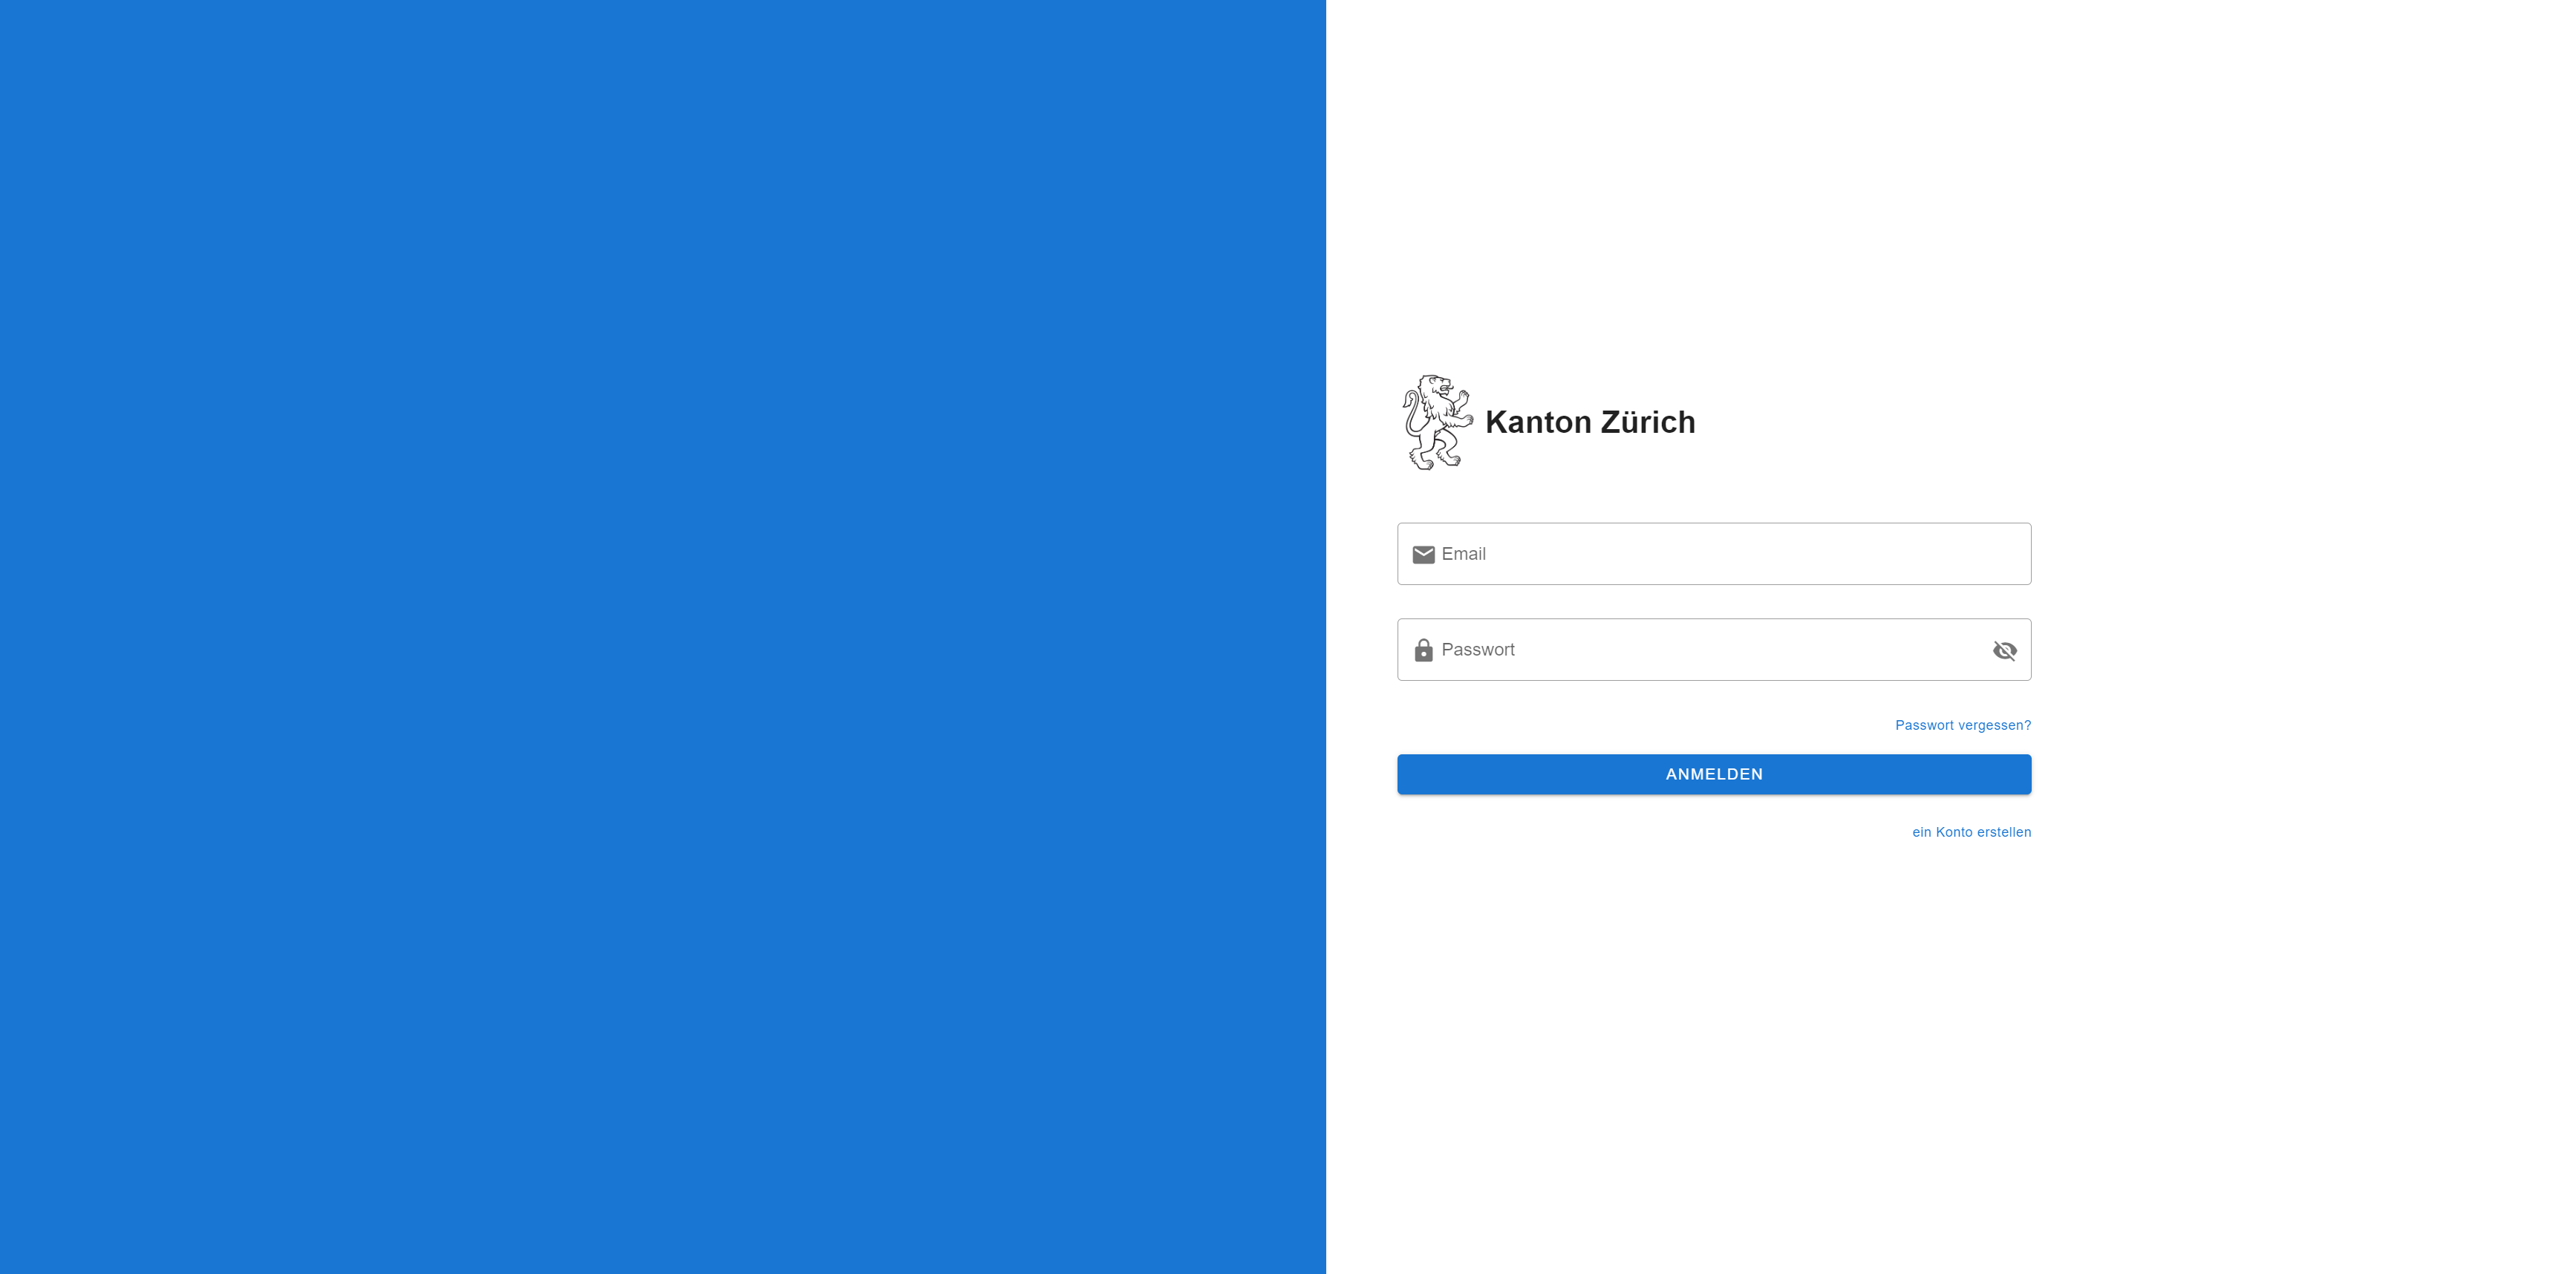 Kanton Zürich
Email
Passwort
Passwort vergessen?
ANMELDEN
ein Konto erstellen